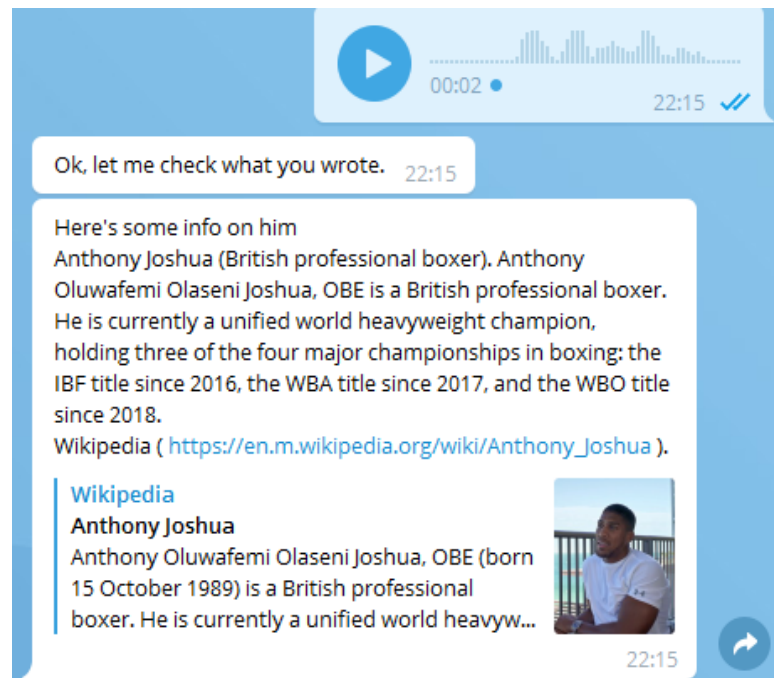 00:02
22:15
Ok, let me check what you wrote. 22:15
Here's some info on him
Anthony Joshua (British professional boxer). Anthony
Oluwafemi Olaseni Joshua, OBE is a British professional boxer.
He is currently a unified world heavyweight champion,
holding three of the four major championships in boxing: the
IBF title since 2016, the WBA title since 2017, and the WBO title
since 2018.
Wikipedia ( https://en.m.wikipedia.org/wiki/Anthony_Joshua ).
Wikipedia
Anthony Joshua
Anthony Oluwafemi Olaseni Joshua, OBE (born
15 October 1989) is a British professional
boxer. He is currently a unified world heavyw...
22:15